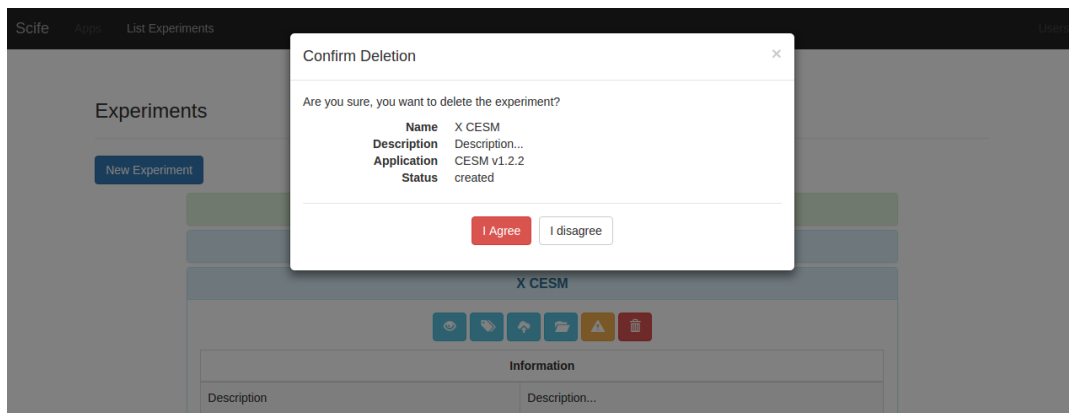 Scife Apps List Experiments
Confirm Deletion ×
Are you sure, you want to delete the experiment?
Name X CESM
Description Description...
Application CESM v1.2.2
Status created
I Agree I disagree
Experiments
New Experiment
X CESM
Information
Description Description...